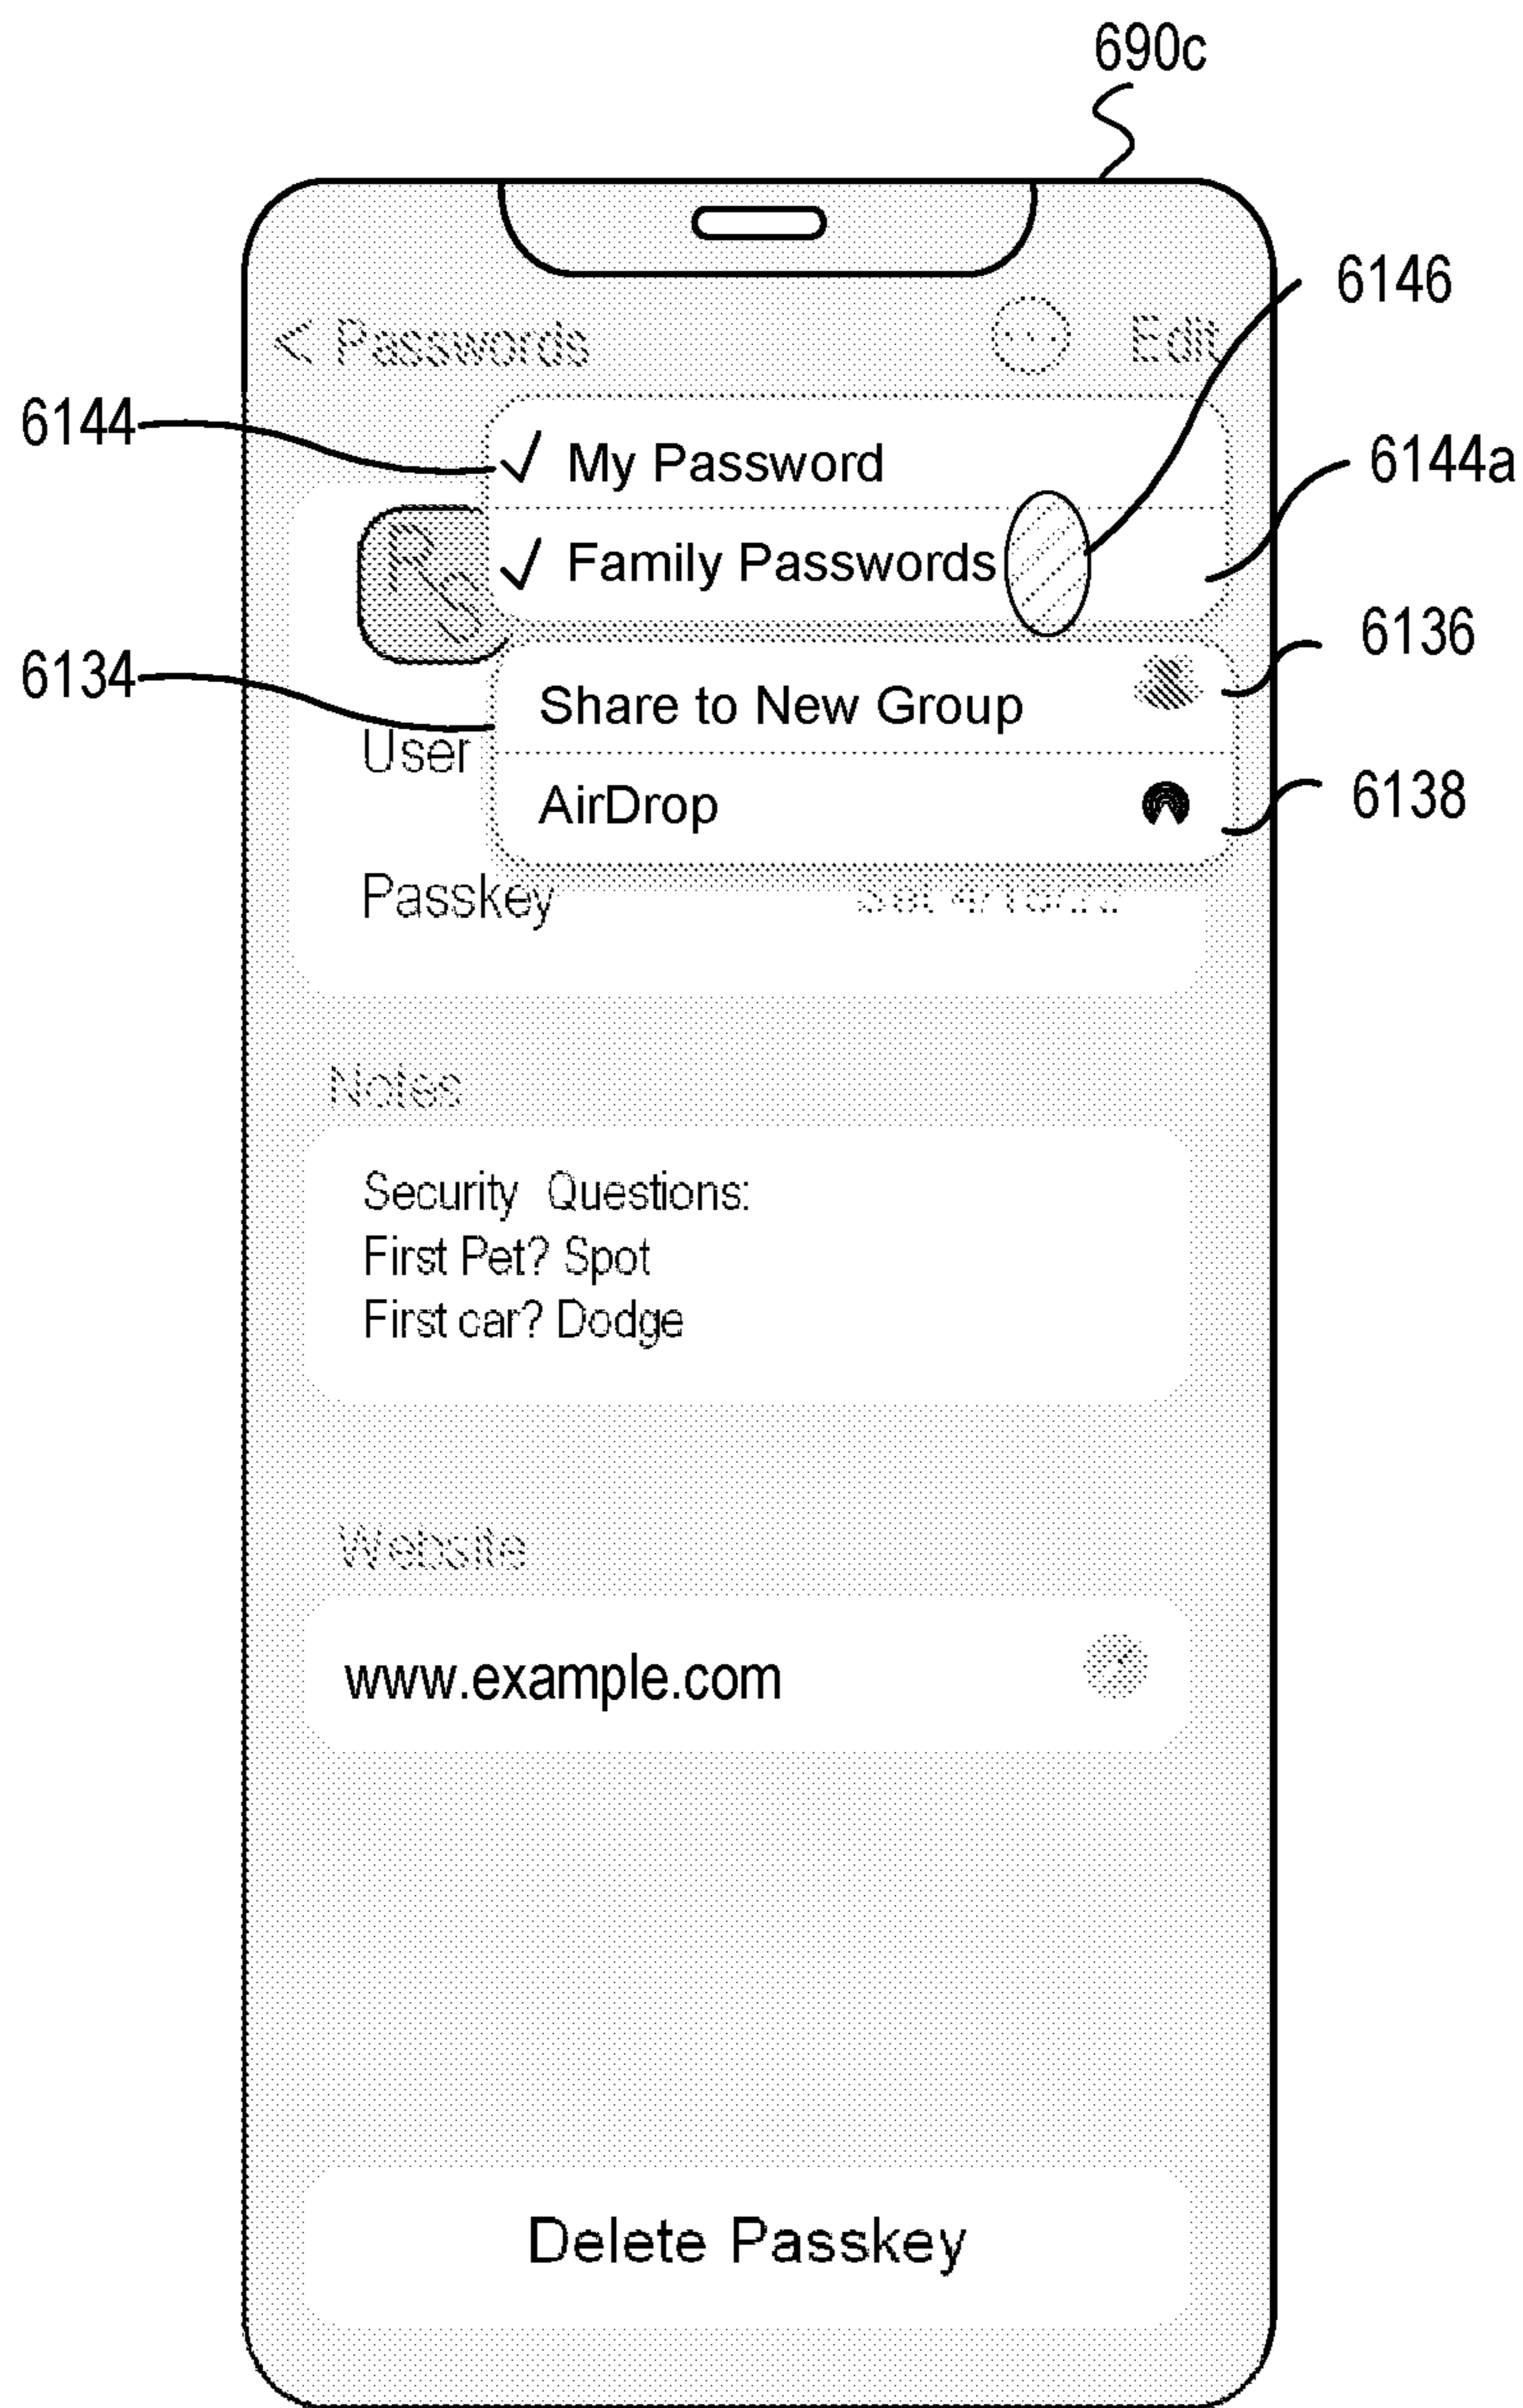 690c
6146
< Passwords
Edit
6144
My Password
6144a
Family Passwords
RS
6136
6134
Share to New Group
User
6138
AirDrop
Passkey
Notes
Security Questions:
First Pet? Spot
First car? Dodge
Website
www.example.com
Delete Passkey